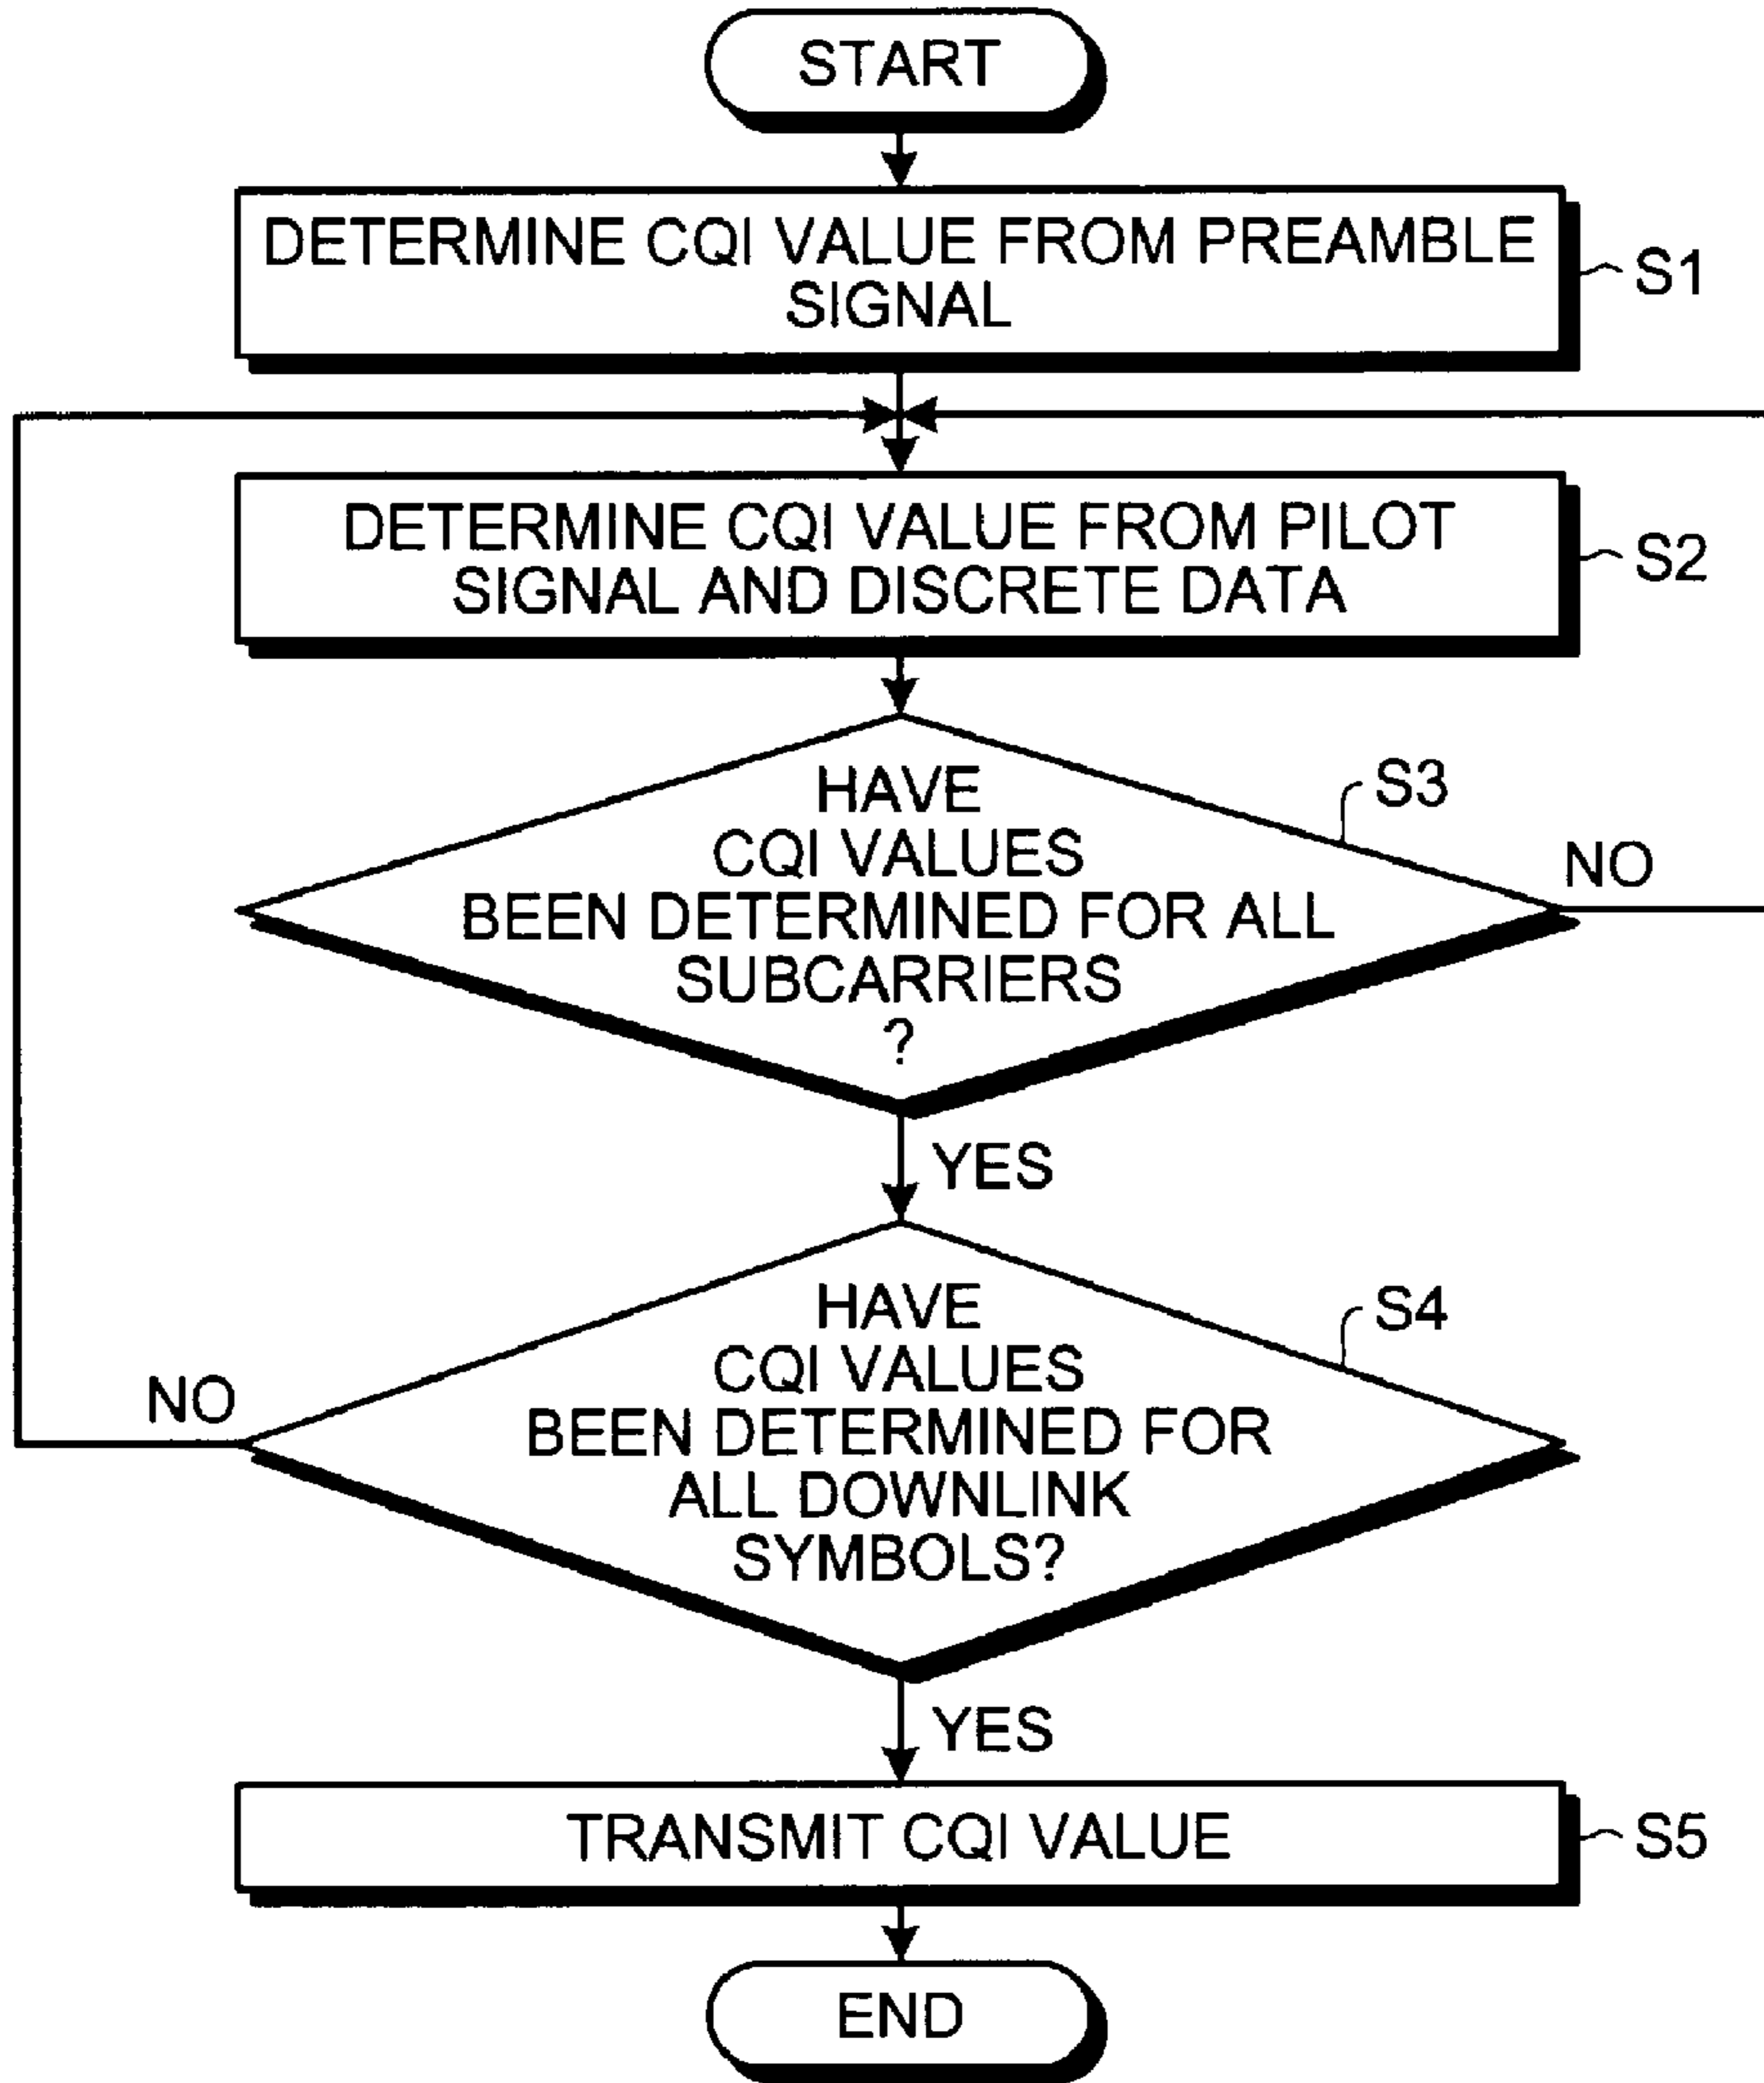 START
DETERMINE CQI VALUE FROM PREAMBLE
SIGNAL
S1
DETERMINE CQI VALUE FROM PILOT
SIGNAL AND DISCRETE DATA
S2
HAVE
CQI VALUES
BEEN DETERMINED FOR ALL
SUBCARRIERS
?
S3
NO
YES
HAVE
CQI VALUES
BEEN DETERMINED FOR
ALL DOWNLINK
SYMBOLS?
S4
NO
YES
TRANSMIT CQI VALUE
S5
END